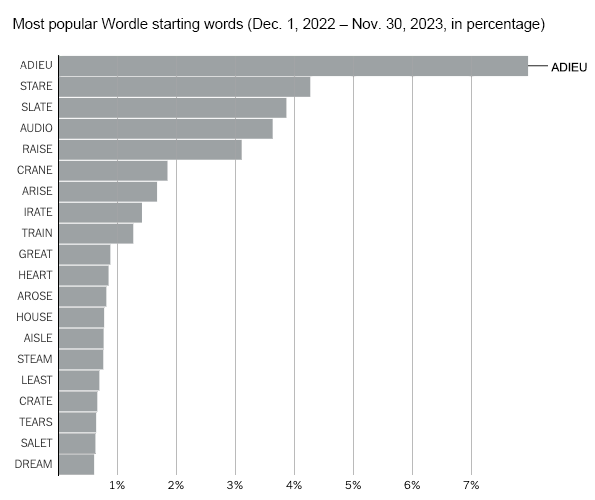 Most popular Wordle starting words (Dec. 1, 2022 – Nov. 30, 2023, in percentage)
ADIEU
ADIEU
STARE
SLATE
AUDIO
RAISE
CRANE
ARISE
IRATE
TRAIN
GREAT
HEART
AROSE
HOUSE
AISLE
STEAM
LEAST
CRATE
TEARS
SALET
DREAM
1% 2% 3% 4% 5% 6% 7%